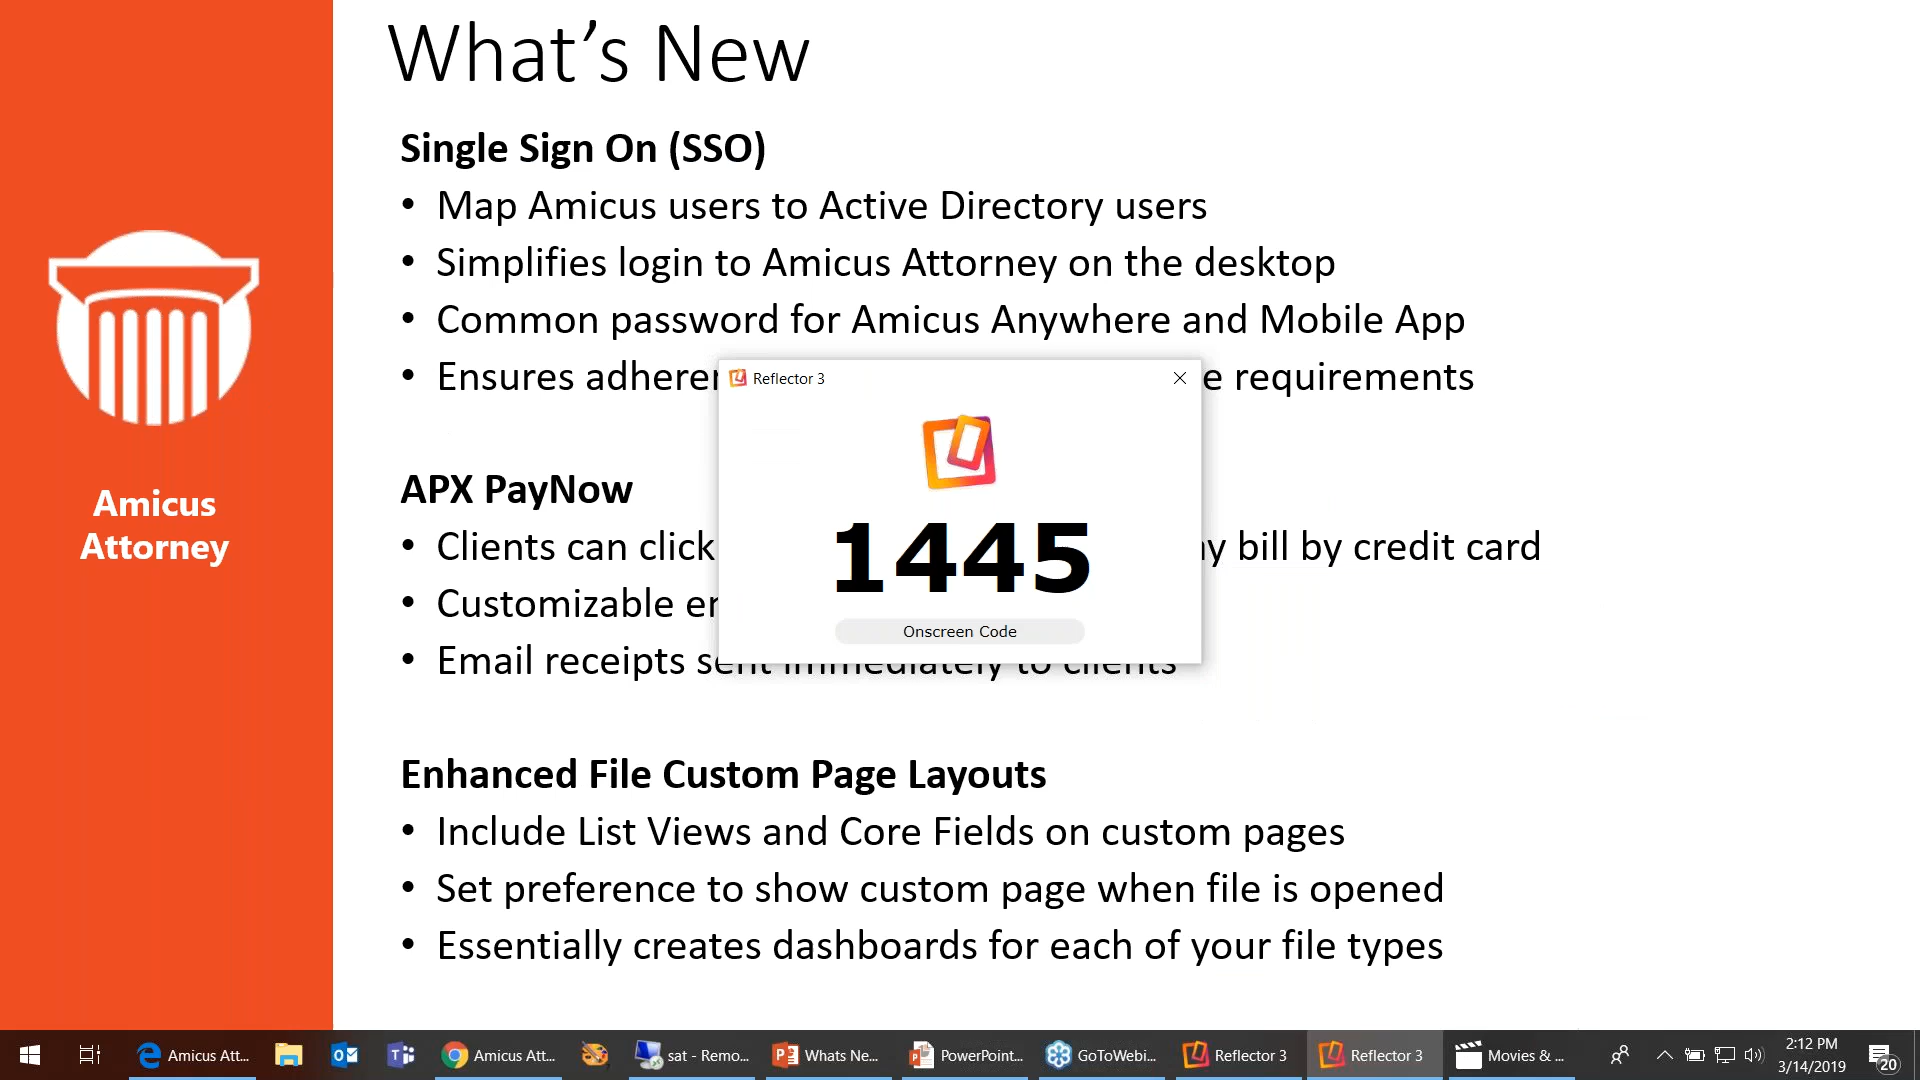 What's New
Single Sign On (SSO)
• Map Amicus users to Active Directory users
• Simplifies login to Amicus Attorney on the desktop
• Common password for Amicus Anywhere and Mobile App
• Ensures requirements
Reflector 3
1445
Onscreen Code
APX PayNow
• Clients can click bill by credit card
• Customizable
• Email receipts sent immediately to clients
Enhanced File Custom Page Layouts
• Include List Views and Core Fields on custom pages
• Set preference to show custom page when file is opened
• Essentially creates dashboards for each of your file types
Amicus
Attorney
Amicus Att...
Amicus Att...
sat - Remo...
Whats Ne...
PowerPoint...
GoToWebi...
Reflector 3
Reflector 3
Movies & ...
2:12 PM
3/14/2019
20